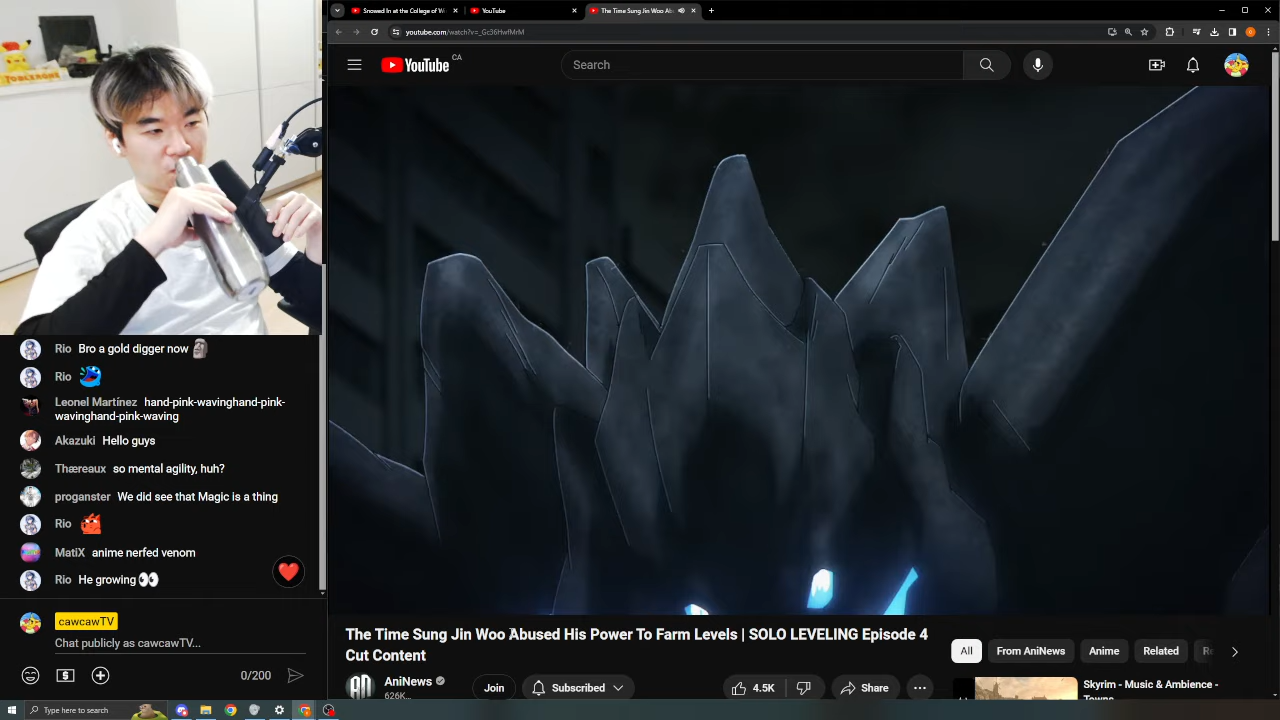 Snowed In at the College of W
YouTube
The Time Sung Jin Woo Ab
youtube.com/watch?v=_Gc36HwfMrM
YouTube CA
Search
TOBLERONE
Rio Bro a gold digger now
Rio
Leonel Martínez hand-pink-wavinghand-pink-
wavinghand-pink-waving
Akazuki Hello guys
Thæreaux so mental agility, huh?
proganster We did see that Magic is a thing
Rio
MatiX anime nerfed venom
Rio He growing
cawcawTV
Chat publicly as cawcawTV...
0/200
The Time Sung Jin Woo Abused His Power To Farm Levels | SOLO LEVELING Episode 4
Cut Content
AniNews
626K
Join
Subscribed
4.5K
Share
All
From AniNews
Anime
Related
Skyrim - Music & Ambience -
Towns
Type here to search